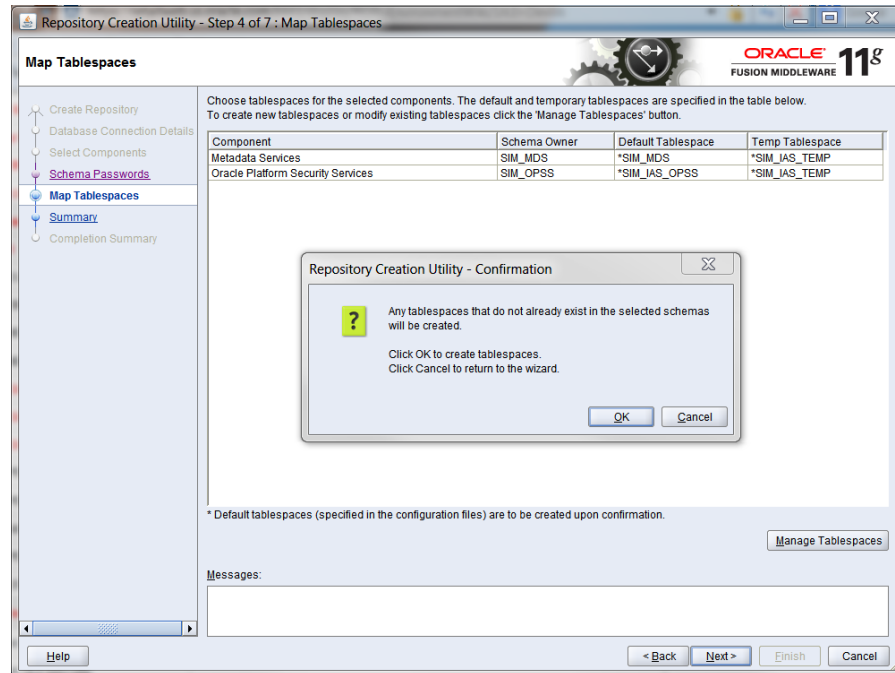 Repository Creation Utility - Step 4 of 7 : Map Tablespaces
Map Tablespaces
ORACLE
FUSION MIDDLEWARE
11g
Create Repository
Database Connection Details
Select Components
Schema Passwords
Map Tablespaces
Summary
Completion Summary
Choose tablespaces for the selected components. The default and temporary tablespaces are specified in the table below.
To create new tablespaces or modify existing tablespaces click the 'Manage Tablespaces' button.
Component Schema Owner Default Tablespace Temp Tablespace
Metadata Services SIM_MDS *SIM_MDS *SIM_IAS_TEMP
Oracle Platform Security Services SIM_OPSS *SIM_IAS_OPSS *SIM_IAS_TEMP
Repository Creation Utility - Confirmation
?
Any tablespaces that do not already exist in the selected schemas
will be created.
Click OK to create tablespaces.
Click Cancel to return to the wizard.
OK Cancel
* Default tablespaces (specified in the configuration files) are to be created upon confirmation.
Manage Tablespaces
Messages:
Help < Back Next > Finish Cancel